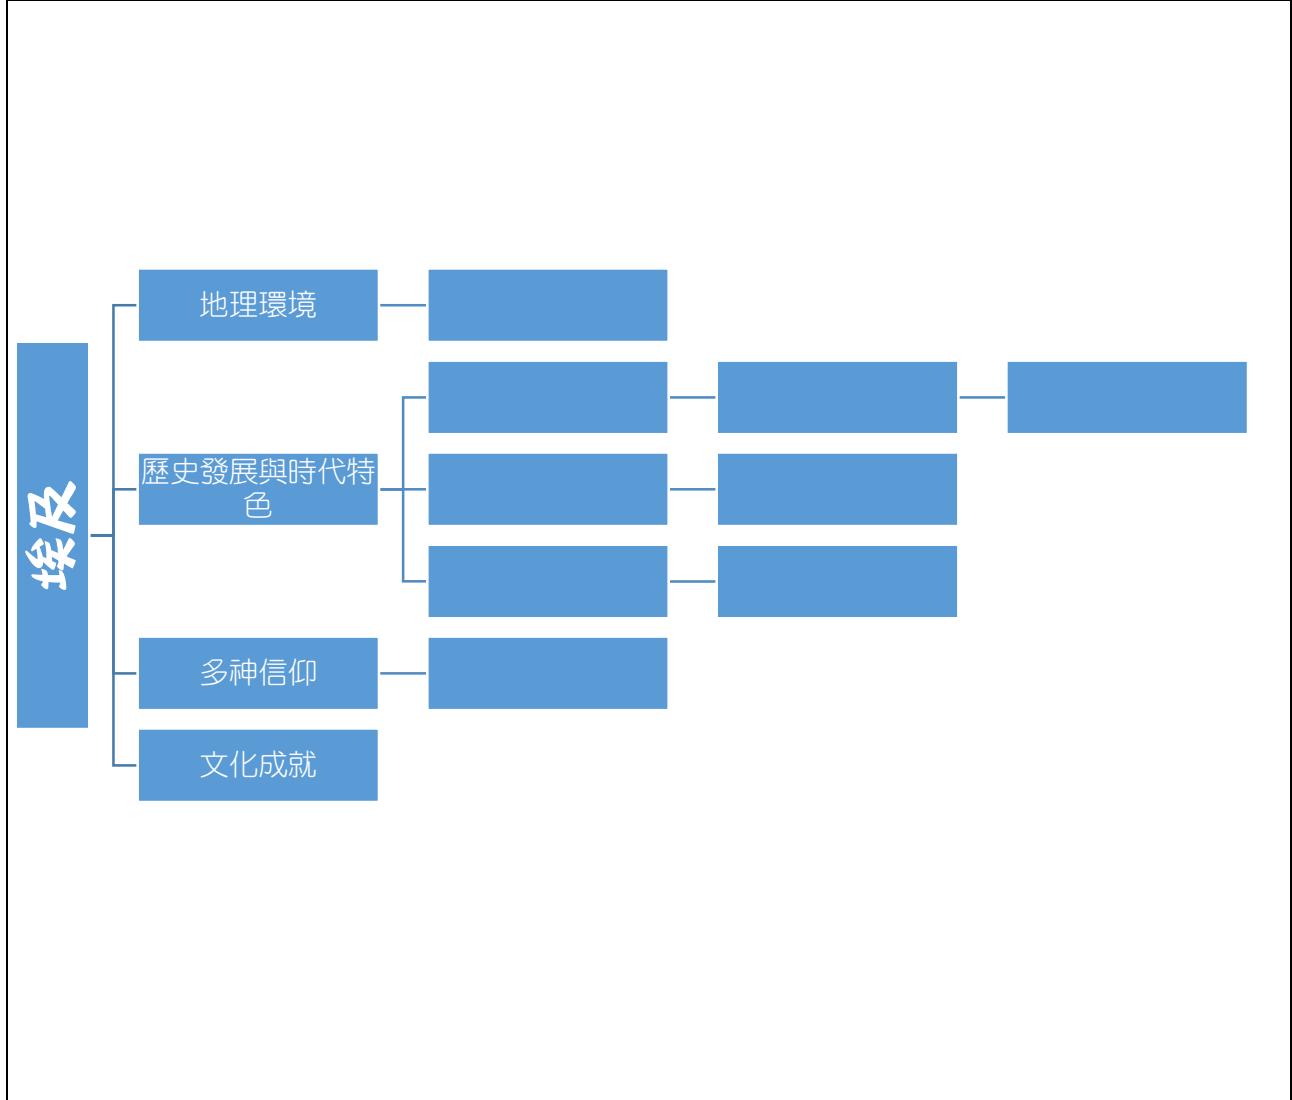 埃及
地理環境
歷史發展與時代特
色
多神信仰
文化成就